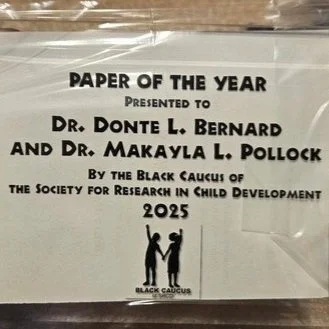 PAPER OF THE YEAR
PRESENTED TO
DR. DONTE L. BERNARD
AND DR. MAKAYLA L. POLLOCK
BY THE BLACK CAUCUS OF
THE SOCIETY FOR RESEARCH IN CHILD DEVELOPMENT
2025
BLACK CAUCUS